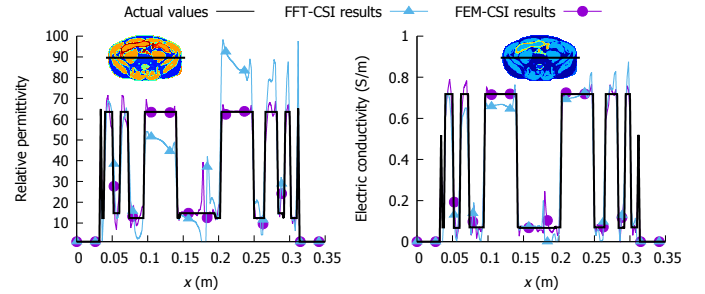 Actual values FFT-CSI results FEM-CSI results
Relative permittivity
100
90
80
70
60
50
40
30
20
10
0 0.05 0.1 0.15 0.2 0.25 0.3 0.35
x (m)
Electric conductivity (S/m)
1
0.8
0.6
0.4
0.2
0
0 0.05 0.1 0.15 0.2 0.25 0.3 0.35
x (m)